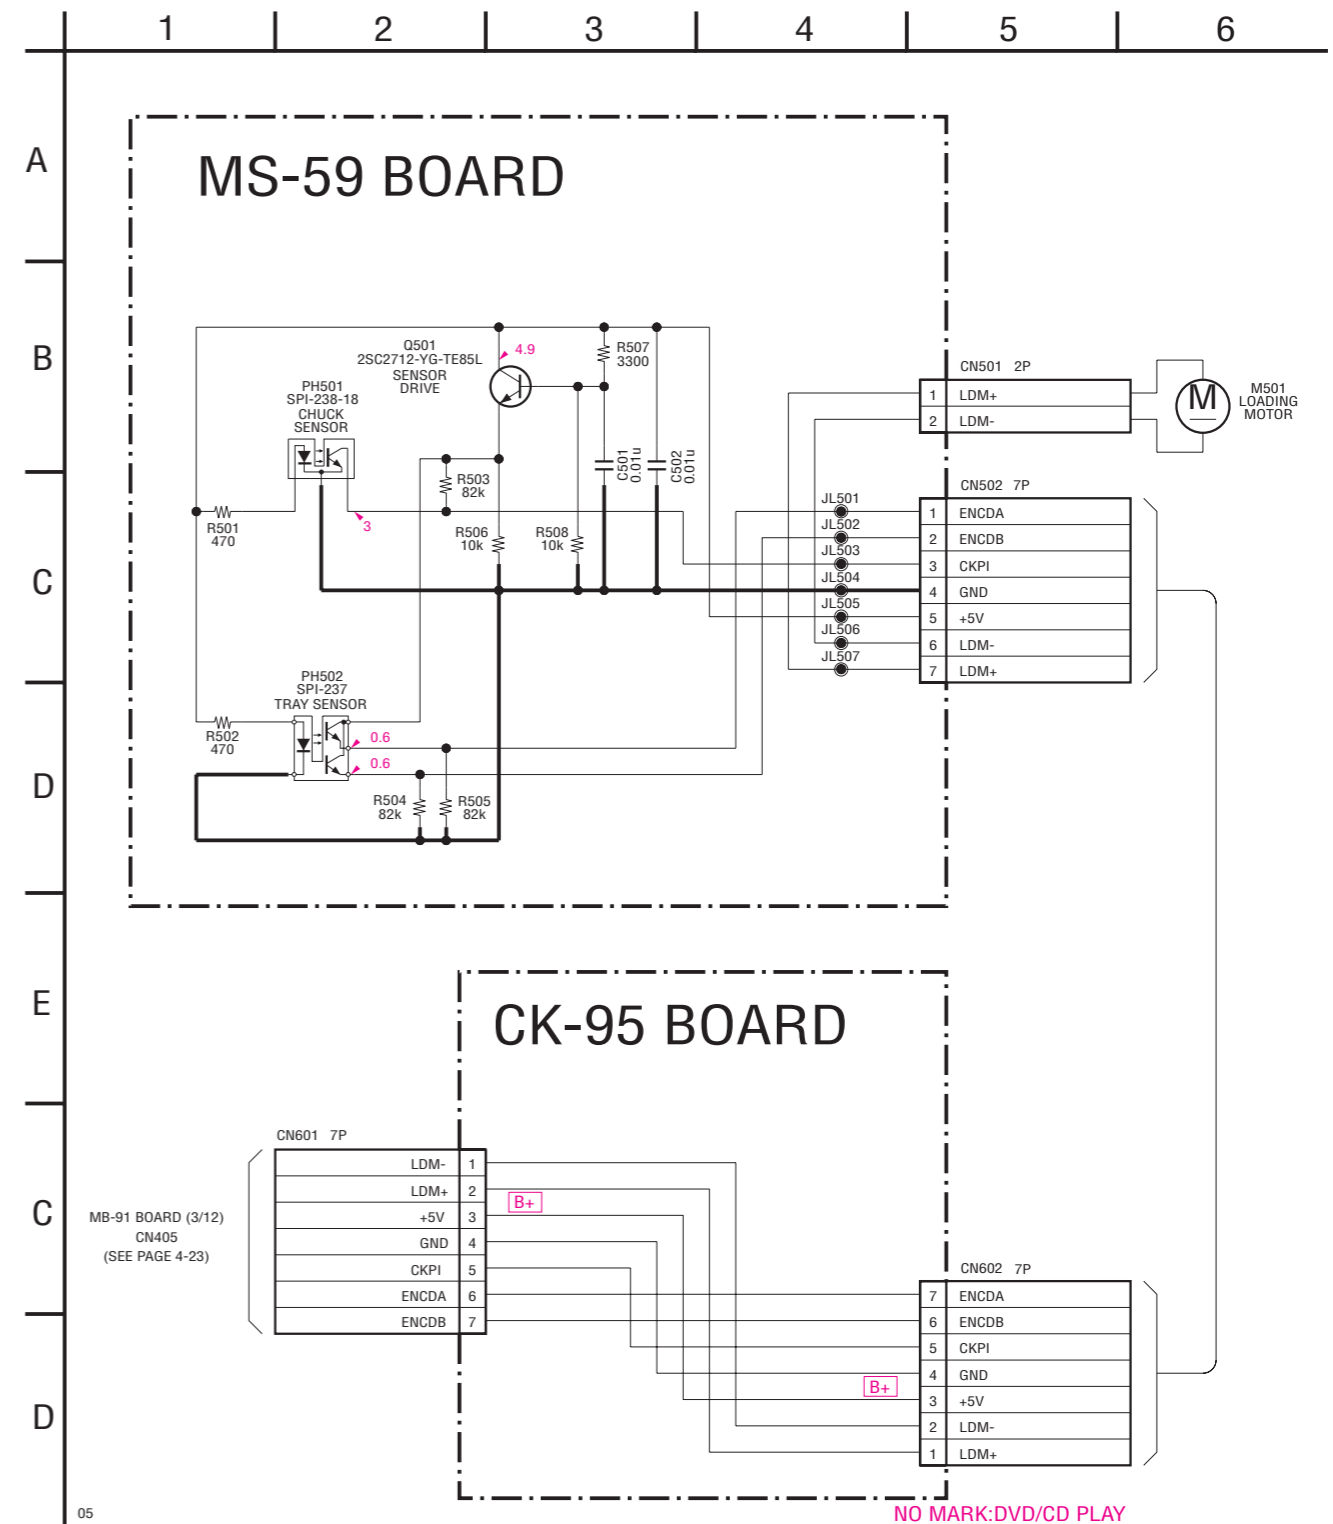 1 2 3 4 5 6
A
MS-59 BOARD
B
Q501
2SC2712-YG-TE85L
SENSOR
DRIVE
4.9
R507
3300
PH501
SPI-238-18
CHUCK
SENSOR
CN501 2P
1 LDM+
2 LDM-
M
M501
LOADING
MOTOR
C501
0.01u
C502
0.01u
R503
82k
C
R501
470
3
R506
10k
R508
10k
JL501
JL502
JL503
JL504
JL505
JL506
JL507
CN502 7P
1 ENCDA
2 ENCDB
3 CKPI
4 GND
5 +5V
6 LDM-
7 LDM+
PH502
SPI-237
TRAY SENSOR
R502
470
0.6
0.6
D
R504
82k
R505
82k
E
CK-95 BOARD
CN601 7P
LDM- 1
LDM+ 2
+5V 3
GND 4
CKPI 5
ENCDA 6
ENCDB 7
B+
C
MB-91 BOARD (3/12)
CN405
(SEE PAGE 4-23)
CN602 7P
7 ENCDA
6 ENCDB
5 CKPI
4 GND
3 +5V
2 LDM-
1 LDM+
B+
D
05
NO MARK:DVD/CD PLAY